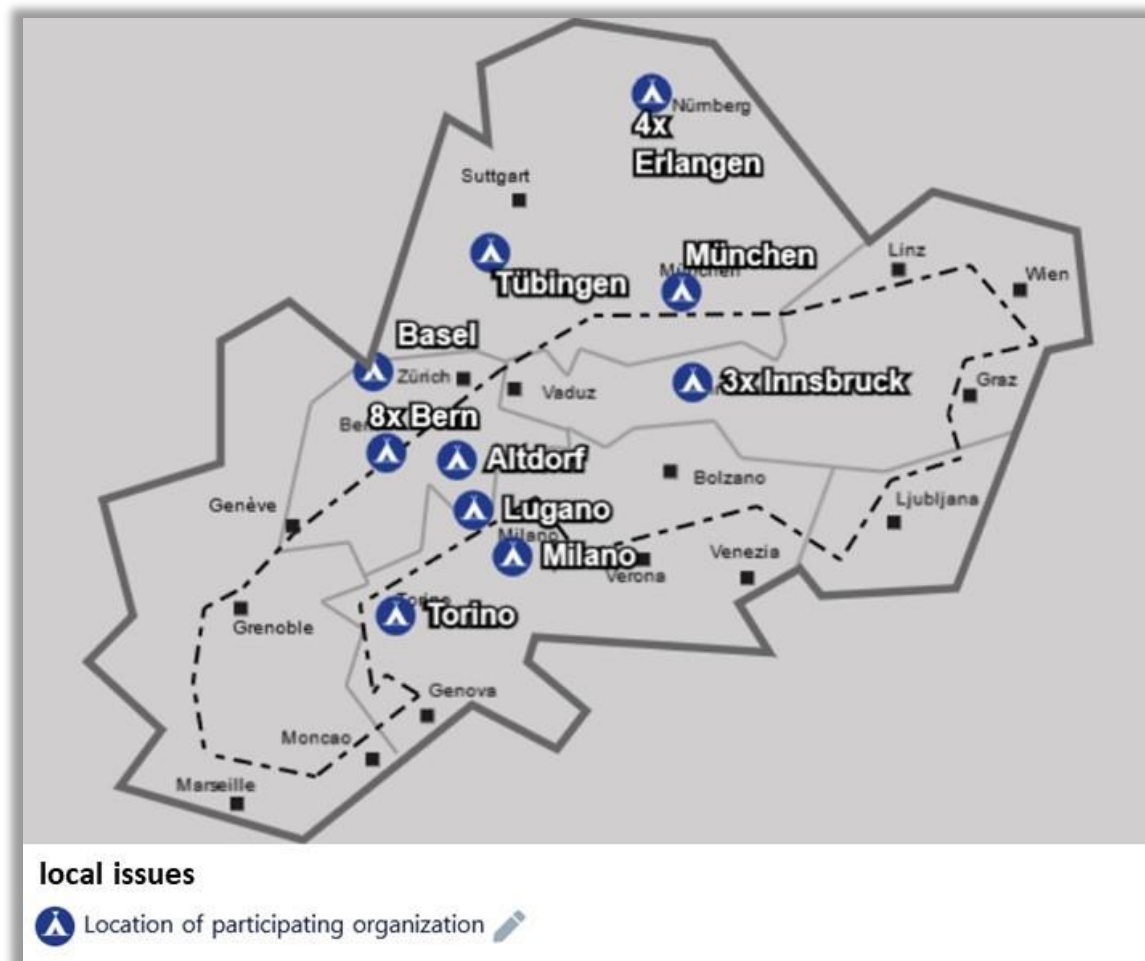 Nürnberg
4x
Erlangen
Suttgart
München
Tübingen
Linz
Wien
Basel
Zürich
Vaduz
3x Innsbruck
Graz
8x Bern
Altdorf
Bolzano
Lugano
Genève
Ljubljana
Milano
Milano
Verona
Venezia
Torino
Torino
Grenoble
Genova
Moncao
Marseille
local issues
Location of participating organization